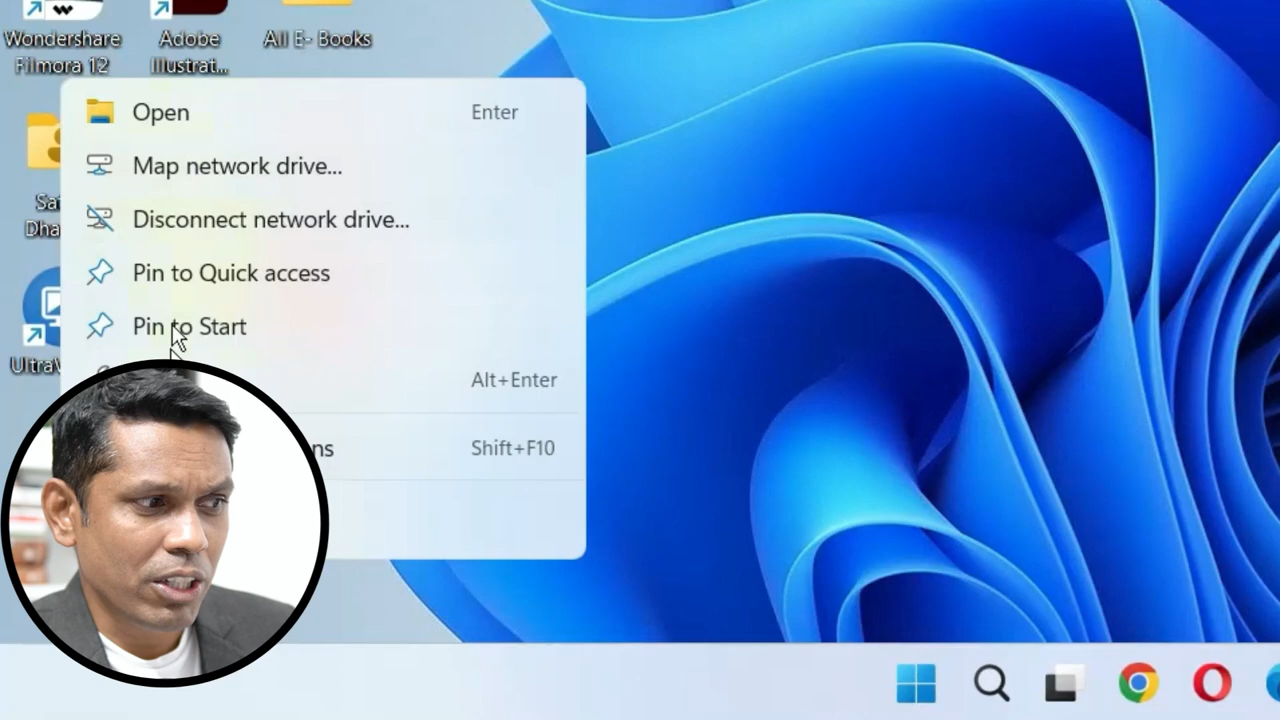 Wondershare
Filmora 12
Adobe
Illustrat...
All E- Books
Open Enter
Map network drive...
Disconnect network drive...
Pin to Quick access
Pin to Start
Alt+Enter
Shift+F10